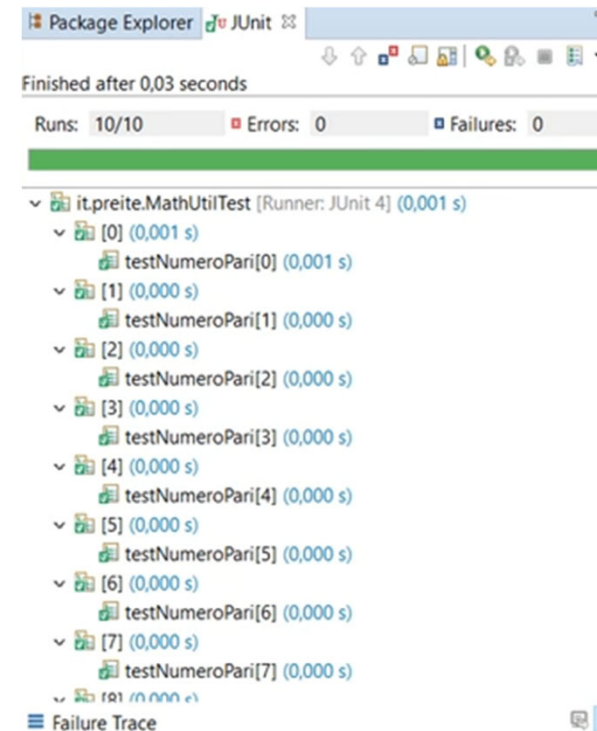 Package Explorer JUnit
Finished after 0,03 seconds
Runs: 10/10 Errors: 0 Failures: 0
it.preite.MathUtilTest [Runner: JUnit 4] (0,001 s)
[0] (0,001 s)
testNumeroPari[0] (0,001 s)
[1] (0,000 s)
testNumeroPari[1] (0,000 s)
[2] (0,000 s)
testNumeroPari[2] (0,000 s)
[3] (0,000 s)
testNumeroPari[3] (0,000 s)
[4] (0,000 s)
testNumeroPari[4] (0,000 s)
[5] (0,000 s)
testNumeroPari[5] (0,000 s)
[6] (0,000 s)
testNumeroPari[6] (0,000 s)
[7] (0,000 s)
testNumeroPari[7] (0,000 s)
[8] (0,000 s)
Failure Trace